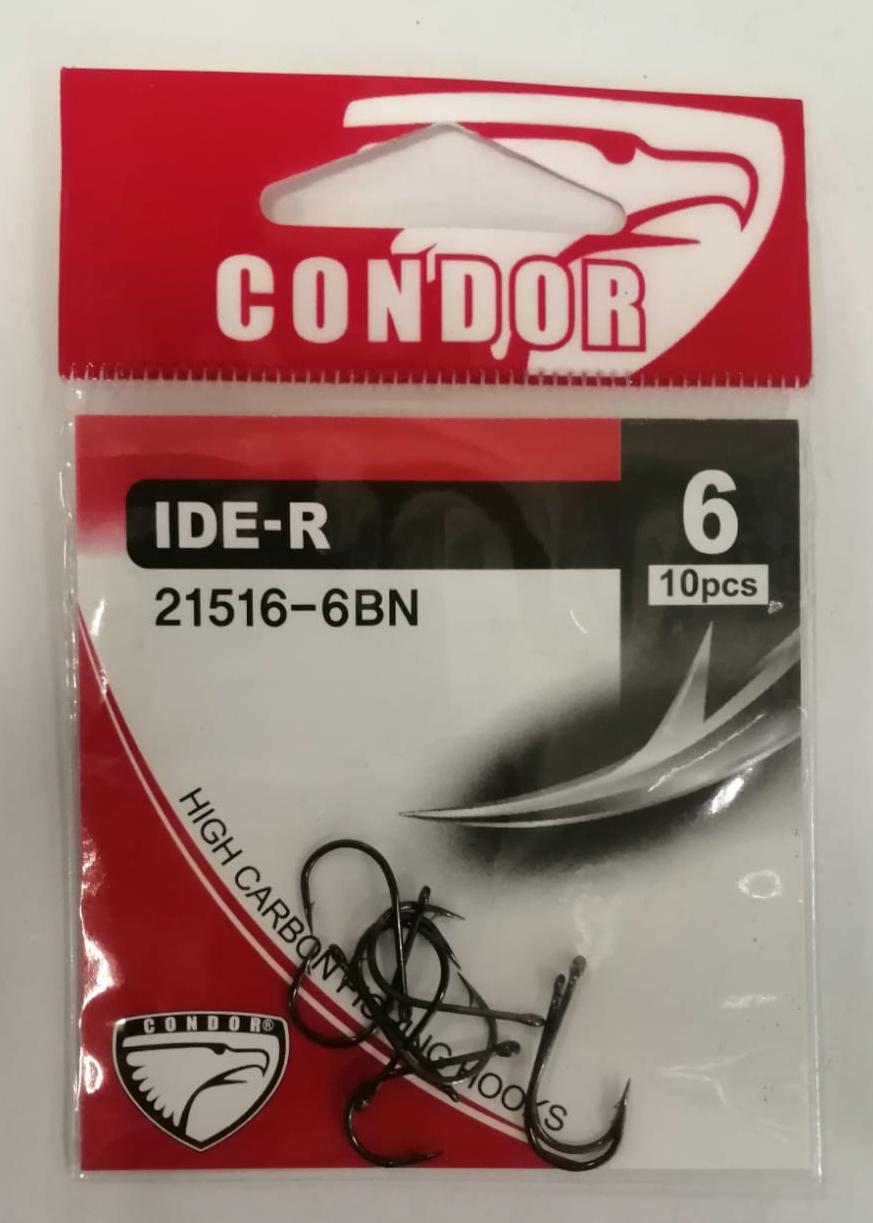 CONDOR
IDE-R
6
10pcs
21516-6BN
HIGH CARBON FISHING HOOKS
CONDOR®